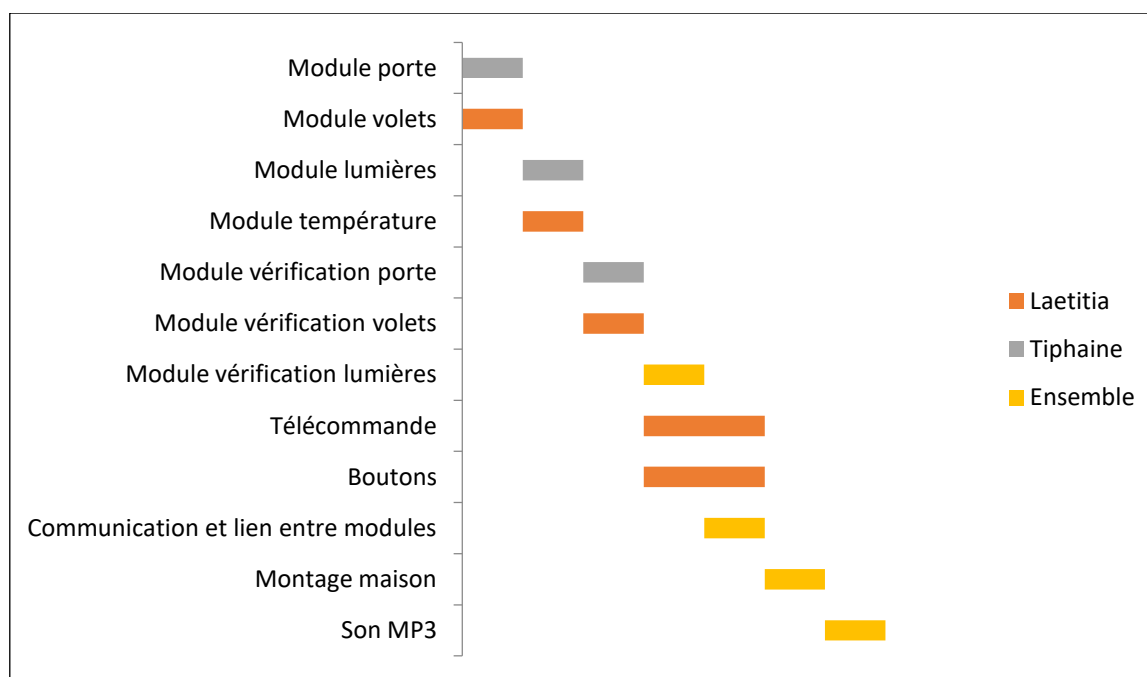 Module porte
Module volets
Module lumières
Module température
Module vérification porte
Module vérification volets
Module vérification lumières
Télécommande
Boutons
Communication et lien entre modules
Montage maison
Son MP3
Laetitia
Tiphaine
Ensemble